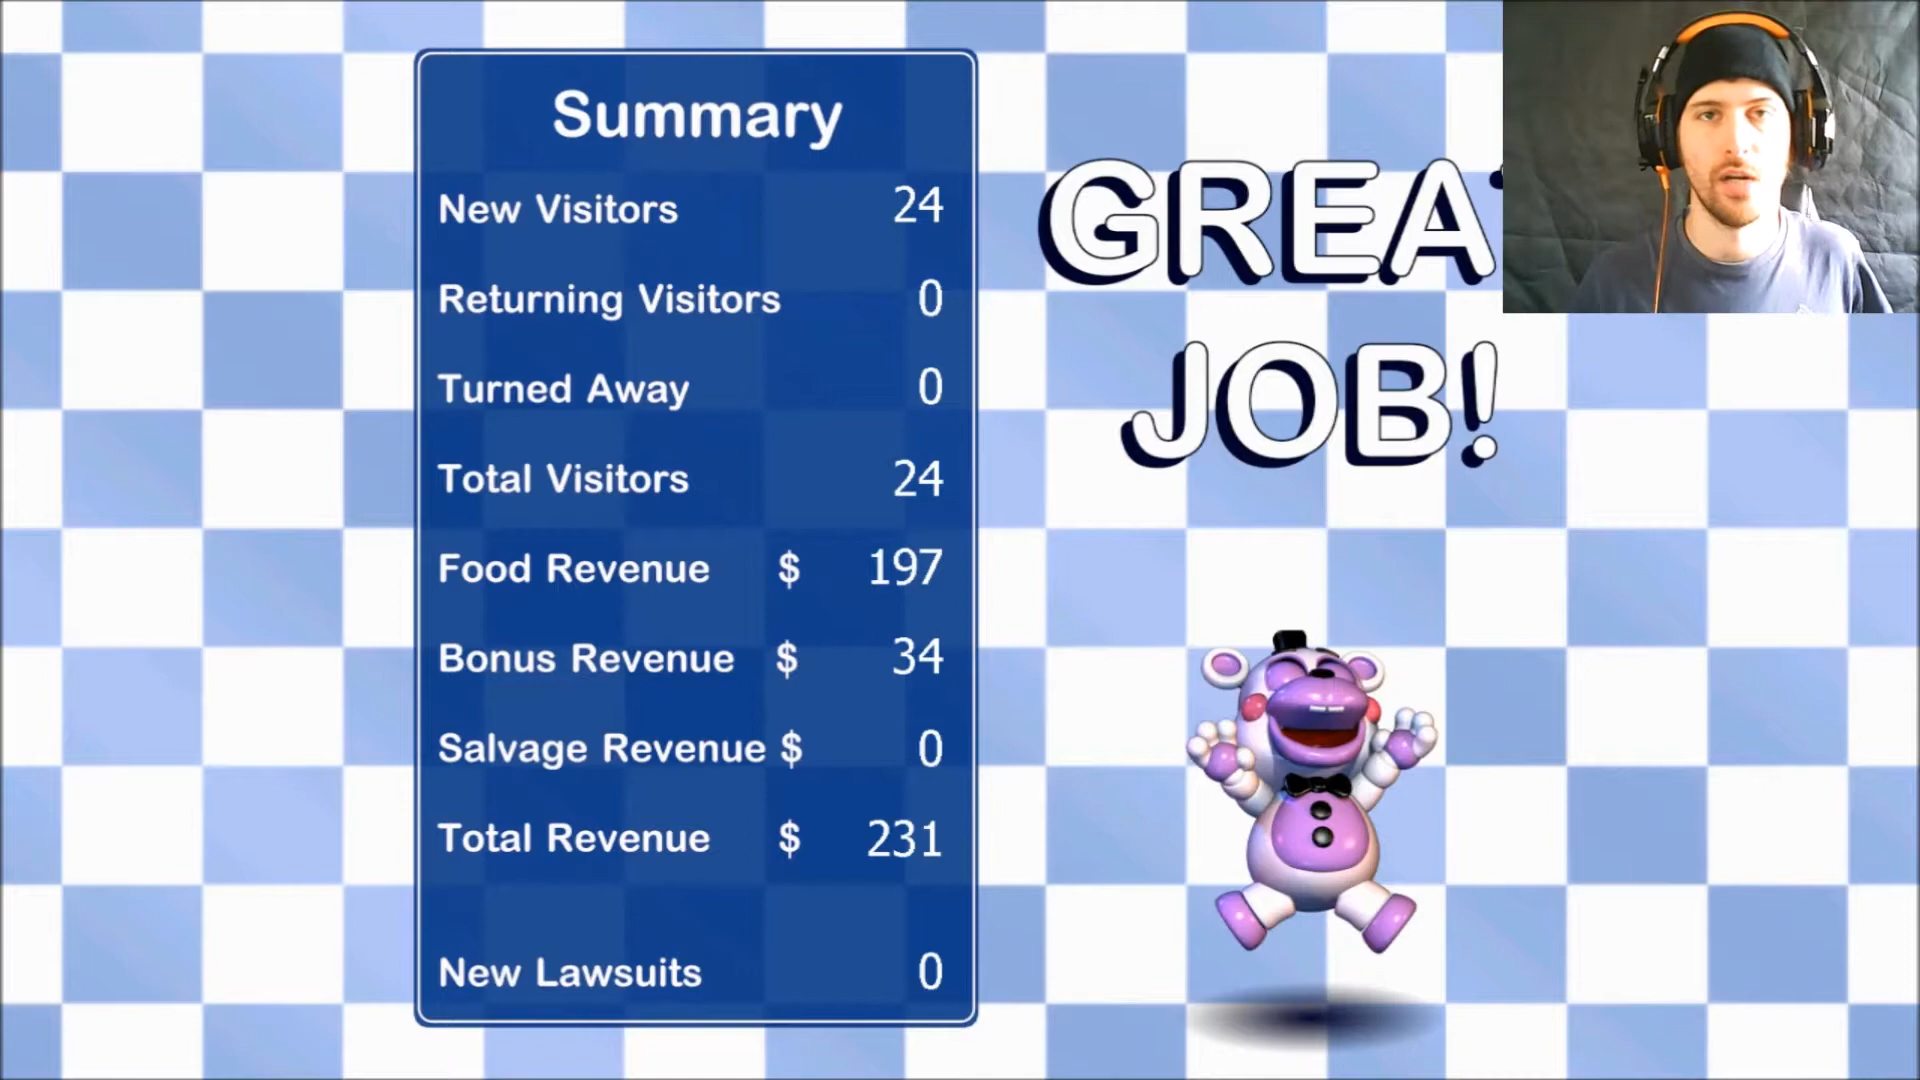 Summary
New Visitors 24
Returning Visitors 0
Turned Away 0
Total Visitors 24
Food Revenue $ 197
Bonus Revenue $ 34
Salvage Revenue $ 0
Total Revenue $ 231
New Lawsuits 0
GREAT
JOB!